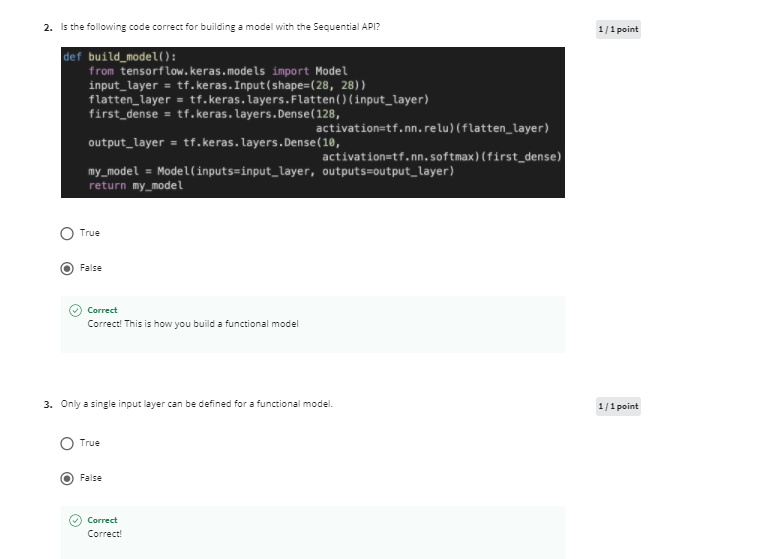 2. Is the following code correct for building a model with the Sequential API?
1 / 1 point
def build_model():
from tensorflow.keras.models import Model
input_layer = tf.keras.Input(shape=(28, 28))
flatten_layer = tf.keras.layers.Flatten()(input_layer)
first_dense = tf.keras.layers.Dense(128,
activation=tf.nn.relu)(flatten_layer)
output_layer = tf.keras.layers.Dense(10,
activation=tf.nn.softmax)(first_dense)
my_model = Model(inputs=input_layer, outputs=output_layer)
return my_model
True
False
Correct
Correct! This is how you build a functional model
3. Only a single input layer can be defined for a functional model.
1 / 1 point
True
False
Correct
Correct!